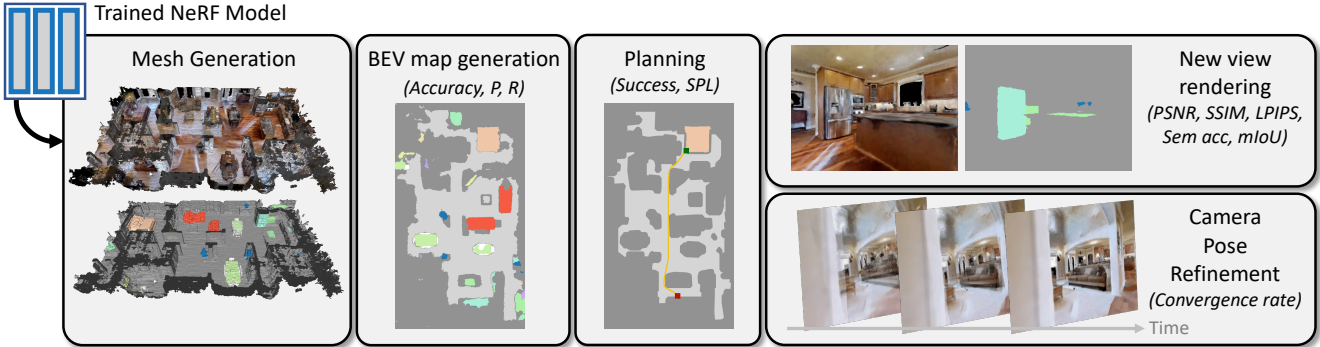 Trained NeRF Model
Mesh Generation
BEV map generation
(Accuracy, P, R)
Planning
(Success, SPL)
New view
rendering
(PSNR, SSIM, LPIPS,
Sem acc, mIoU)
Camera
Pose
Refinement
(Convergence rate)
Time